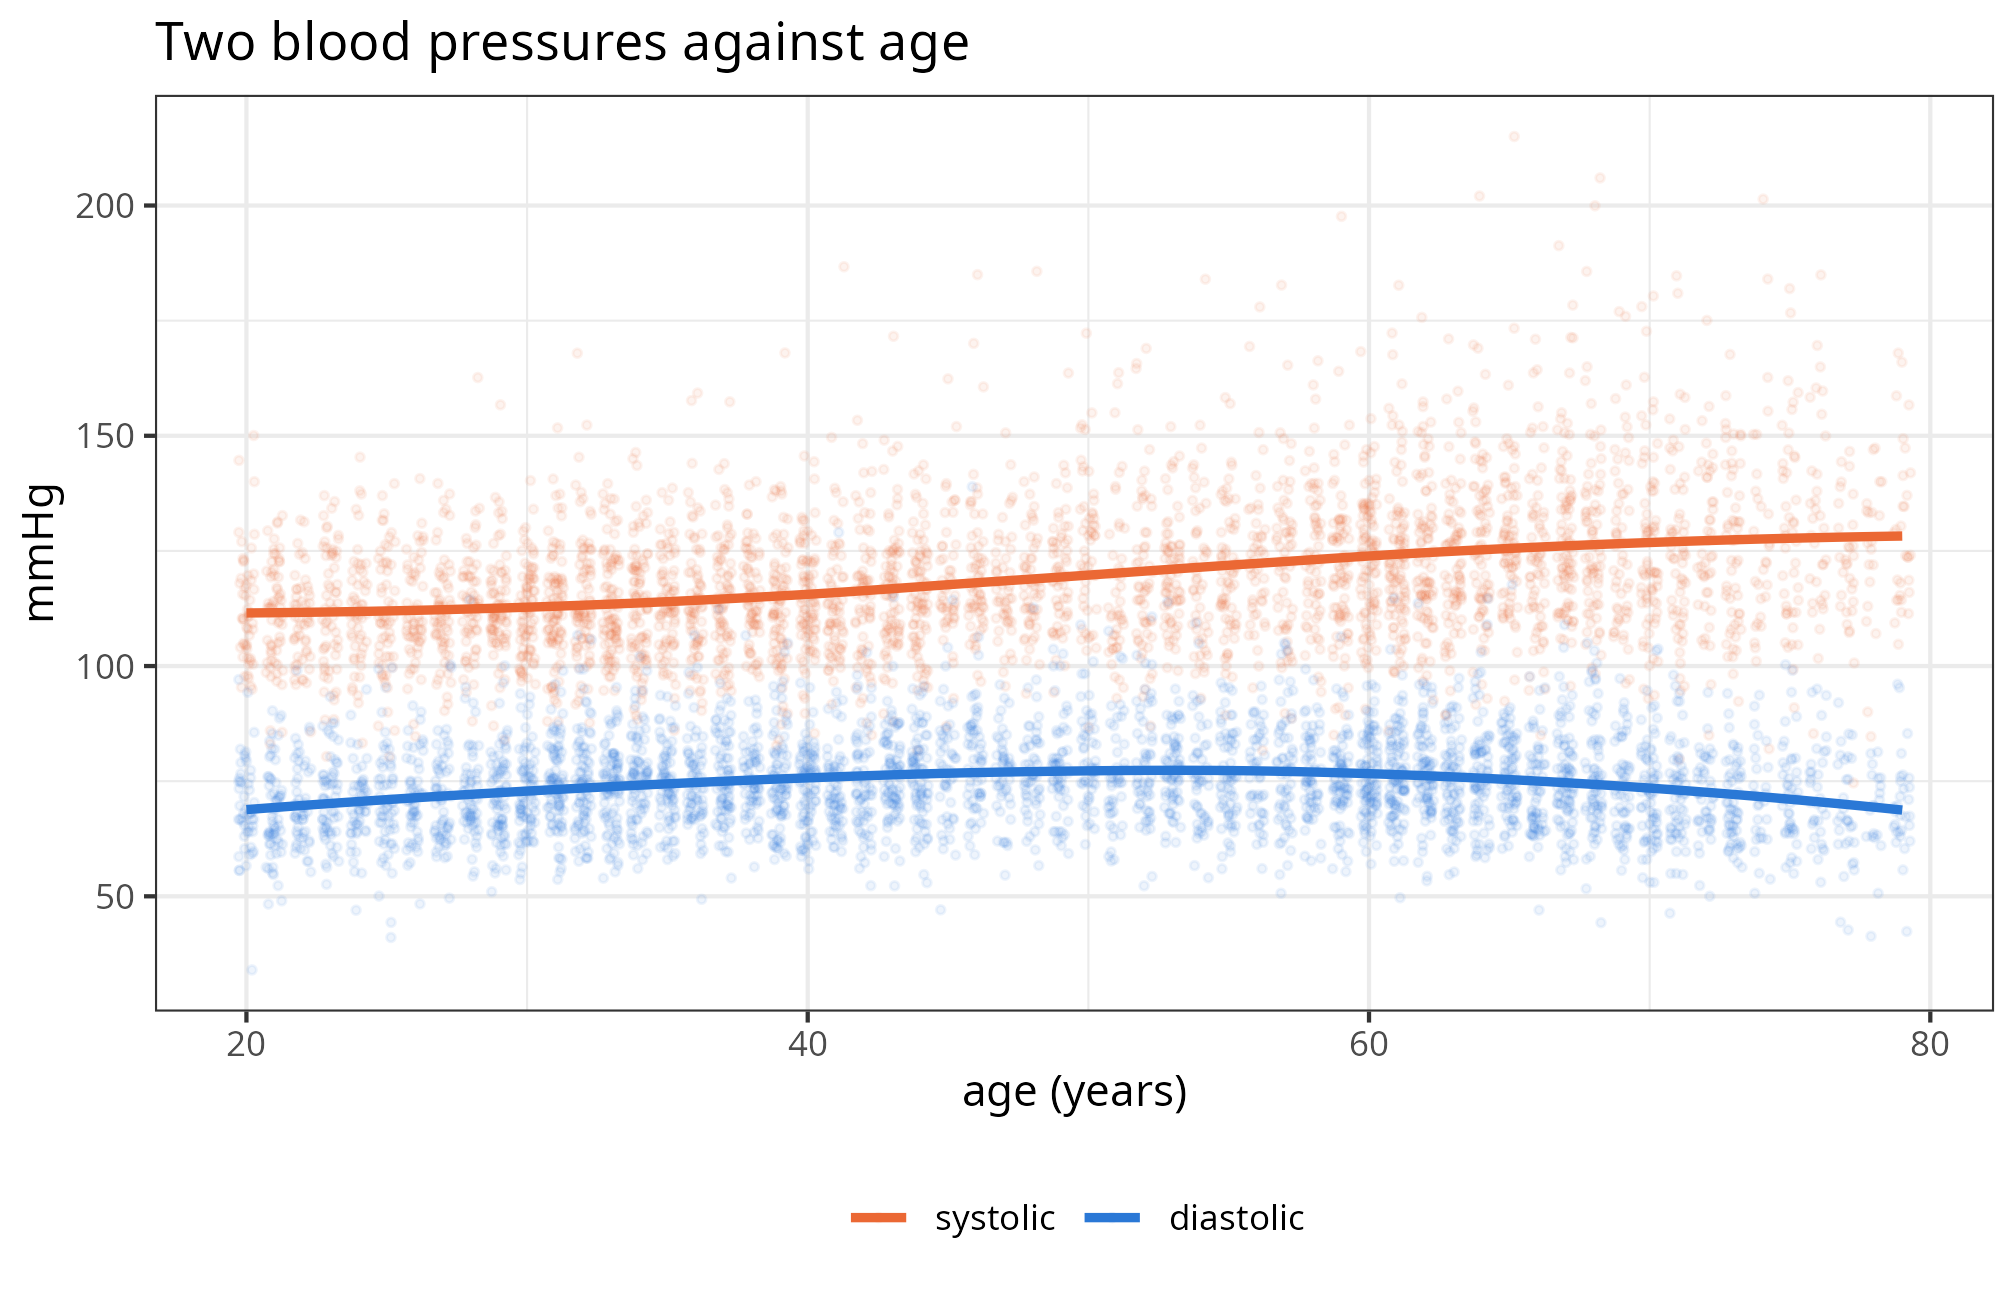 Two blood pressures against age
mmHg
200
150
100
50
20 40 60 80
age (years)
systolic diastolic